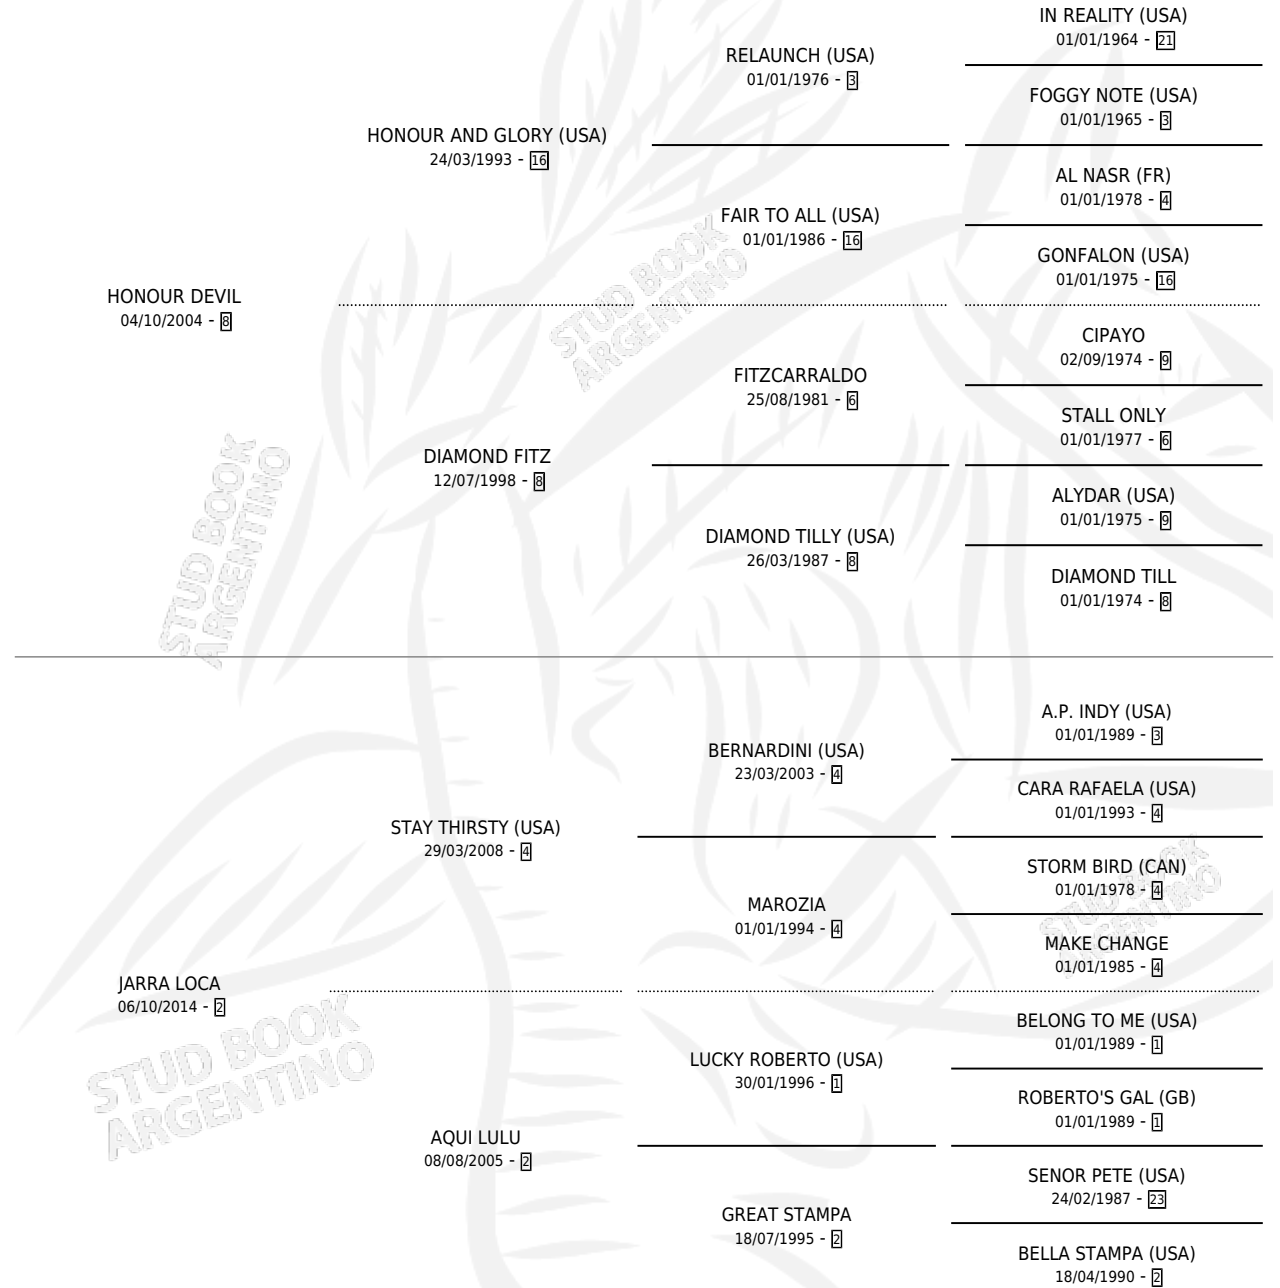 IN REALITY (USA)
01/01/1964 - 21
RELAUNCH (USA)
01/01/1976 - 3
FOGGY NOTE (USA)
01/01/1965 - 3
HONOUR AND GLORY (USA)
24/03/1993 - 16
AL NASR (FR)
01/01/1978 - 4
FAIR TO ALL (USA)
01/01/1986 - 16
GONFALON (USA)
01/01/1975 - 16
HONOUR DEVIL
04/10/2004 - 8
STUD BOOK
ARGENTINO
CIPAYO
02/09/1974 - 9
FITZCARRALDO
25/08/1981 - 6
STALL ONLY
01/01/1977 - 6
DIAMOND FITZ
12/07/1998 - 8
ALYDAR (USA)
01/01/1975 - 9
DIAMOND TILLY (USA)
26/03/1987 - 8
DIAMOND TILL
01/01/1974 - 8
STUD BOOK
ARGENTINO
A.P. INDY (USA)
01/01/1989 - 3
BERNARDINI (USA)
23/03/2003 - 4
CARA RAFAELA (USA)
01/01/1993 - 4
STAY THIRSTY (USA)
29/03/2008 - 4
STORM BIRD (CAN)
01/01/1978 - 4
MAROZIA
01/01/1994 - 4
MAKE CHANGE
01/01/1985 - 4
STUD BOOK
ARGENTINO
JARRA LOCA
06/10/2014 - 2
STUD BOOK
ARGENTINO
BELONG TO ME (USA)
01/01/1989 - 1
LUCKY ROBERTO (USA)
30/01/1996 - 1
ROBERTO'S GAL (GB)
01/01/1989 - 1
AQUI LULU
08/08/2005 - 2
SENOR PETE (USA)
24/02/1987 - 23
GREAT STAMPA
18/07/1995 - 2
BELLA STAMPA (USA)
18/04/1990 - 2